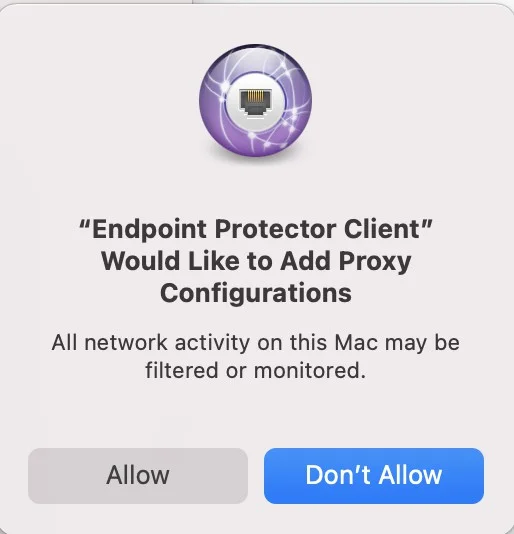 “Endpoint Protector Client”
Would Like to Add Proxy
Configurations
All network activity on this Mac may be
filtered or monitored.
Allow
Don’t Allow